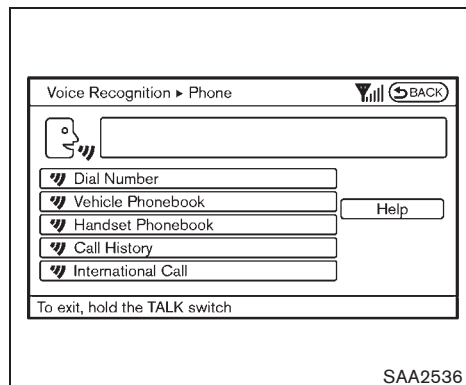 Voice Recognition ▸ Phone
BACK
Dial Number
Vehicle Phonebook
Help
Handset Phonebook
Call History
International Call
To exit, hold the TALK switch
SAA2536